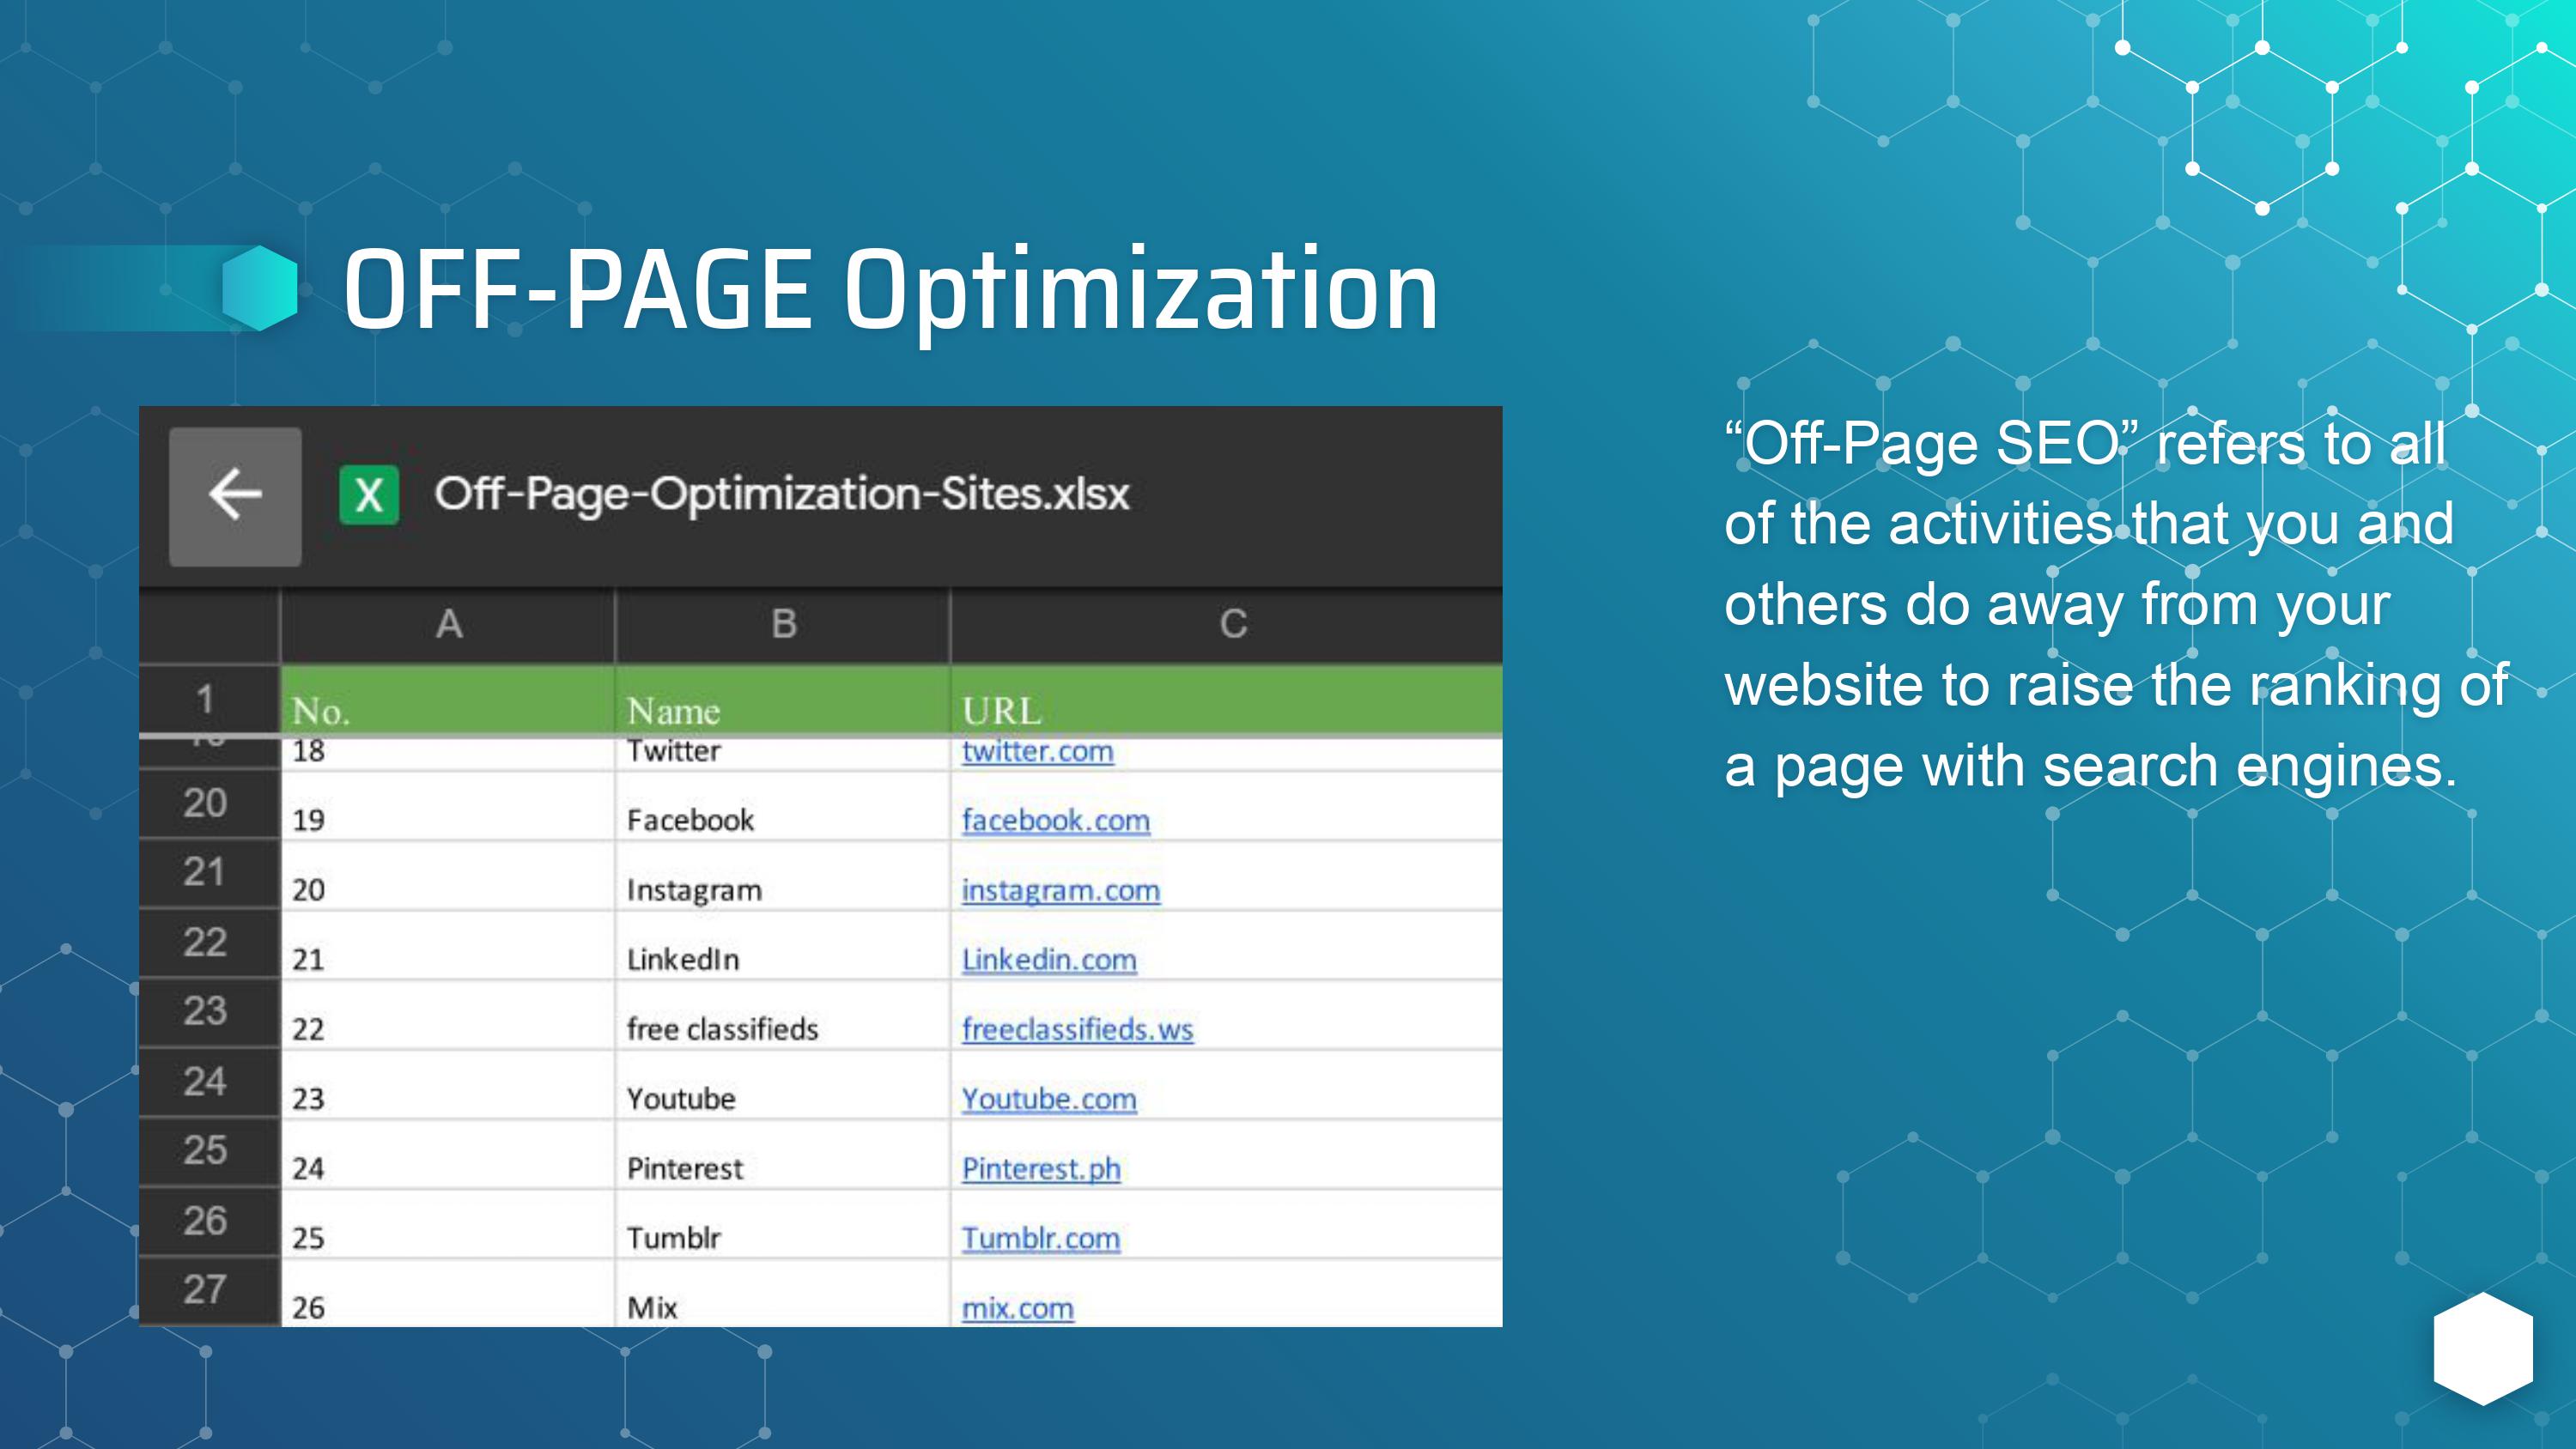 OFF-PAGE Optimization
Off-Page-Optimization-Sites.xlsx
A B C
1 No. Name URL
18 Twitter twitter.com
20 19 Facebook facebook.com
21 20 Instagram instagram.com
22 21 LinkedIn Linkedin.com
23 22 free classifieds freeclassifieds.ws
24 23 Youtube Youtube.com
25 24 Pinterest Pinterest.ph
26 25 Tumblr Tumblr.com
27 26 Mix mix.com
“Off-Page SEO” refers to all
of the activities that you and
others do away from your
website to raise the ranking of
a page with search engines.